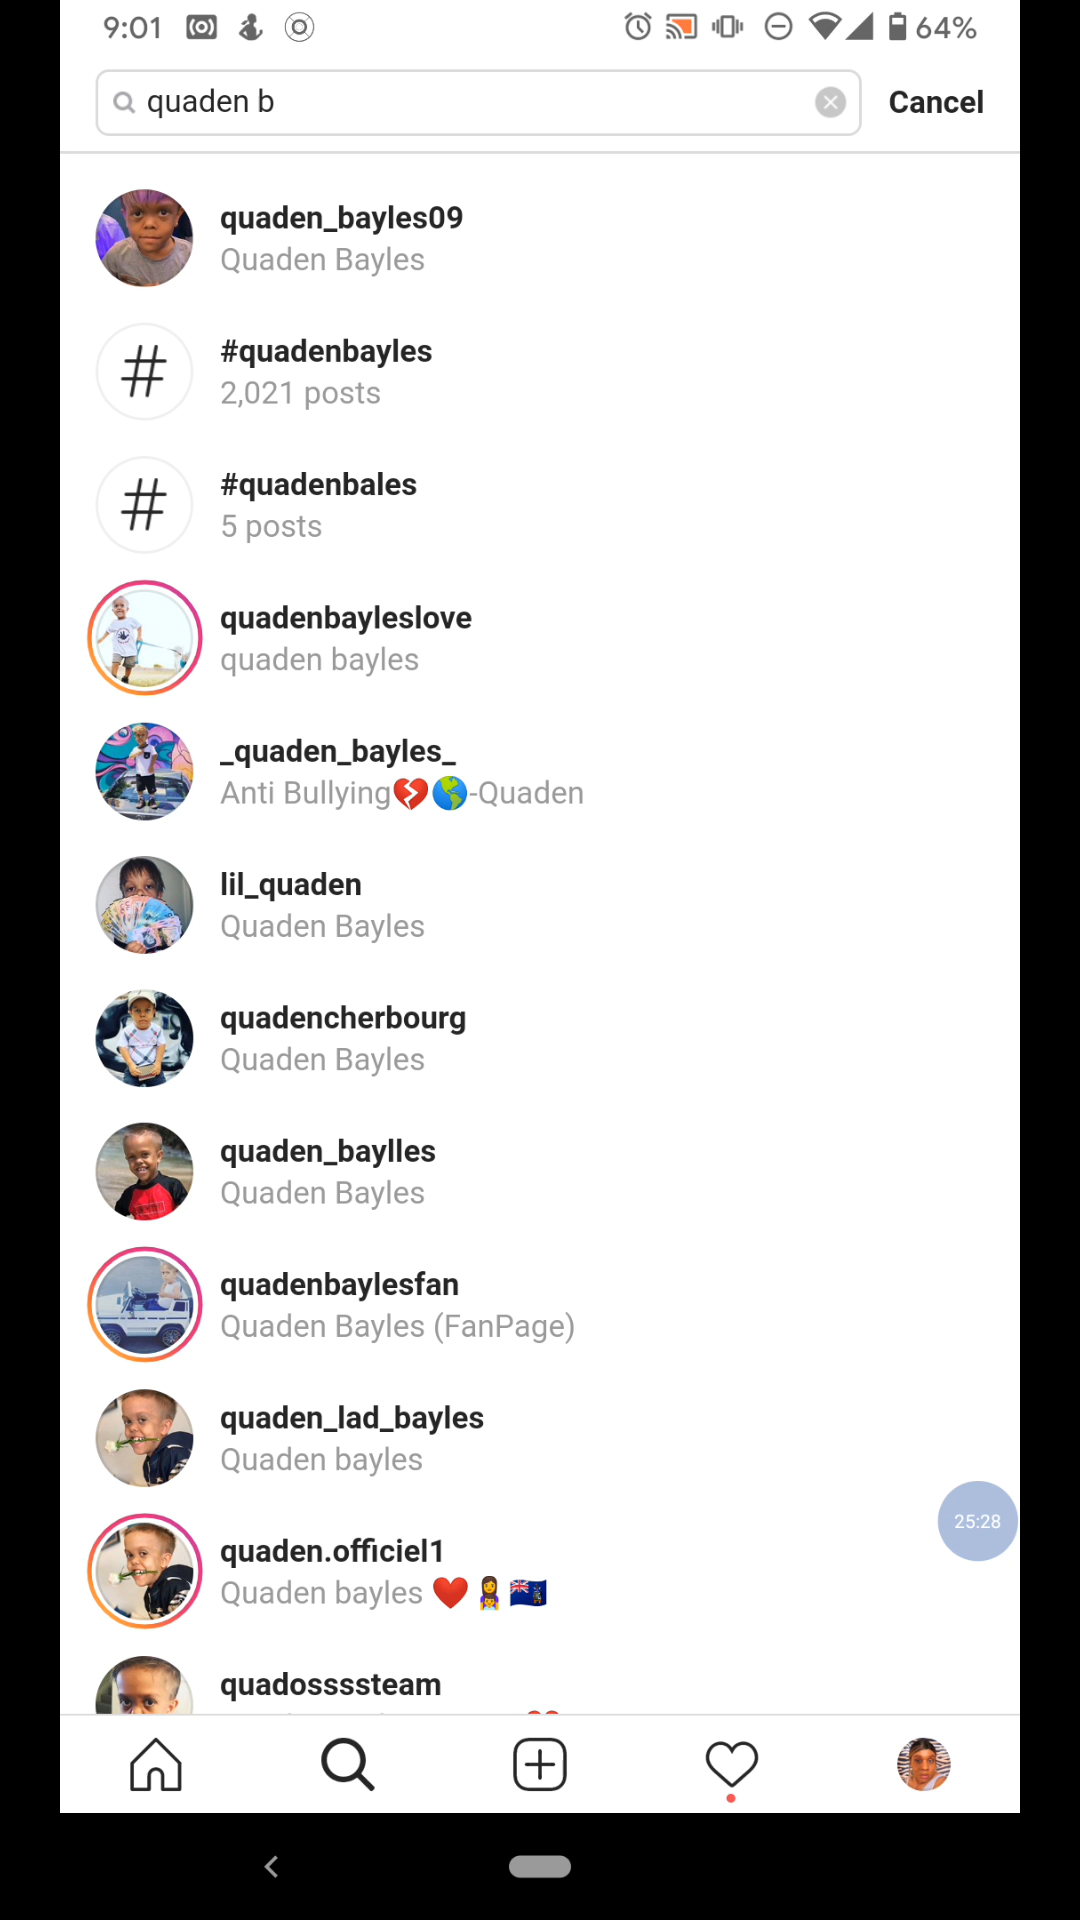 9:01
64%
quaden b
Cancel
quaden_bayles09
Quaden Bayles
#quadenbayles
2,021 posts
#quadenbales
5 posts
quadenbayleslove
quaden bayles
_quaden_bayles_
Anti Bullying💔🌎-Quaden
lil_quaden
Quaden Bayles
quadencherbourg
Quaden Bayles
quaden_baylles
Quaden Bayles
quadenbaylesfan
Quaden Bayles (FanPage)
quaden_lad_bayles
Quaden bayles
25:28
quaden.officiel1
Quaden bayles ❤️
quadossssteam